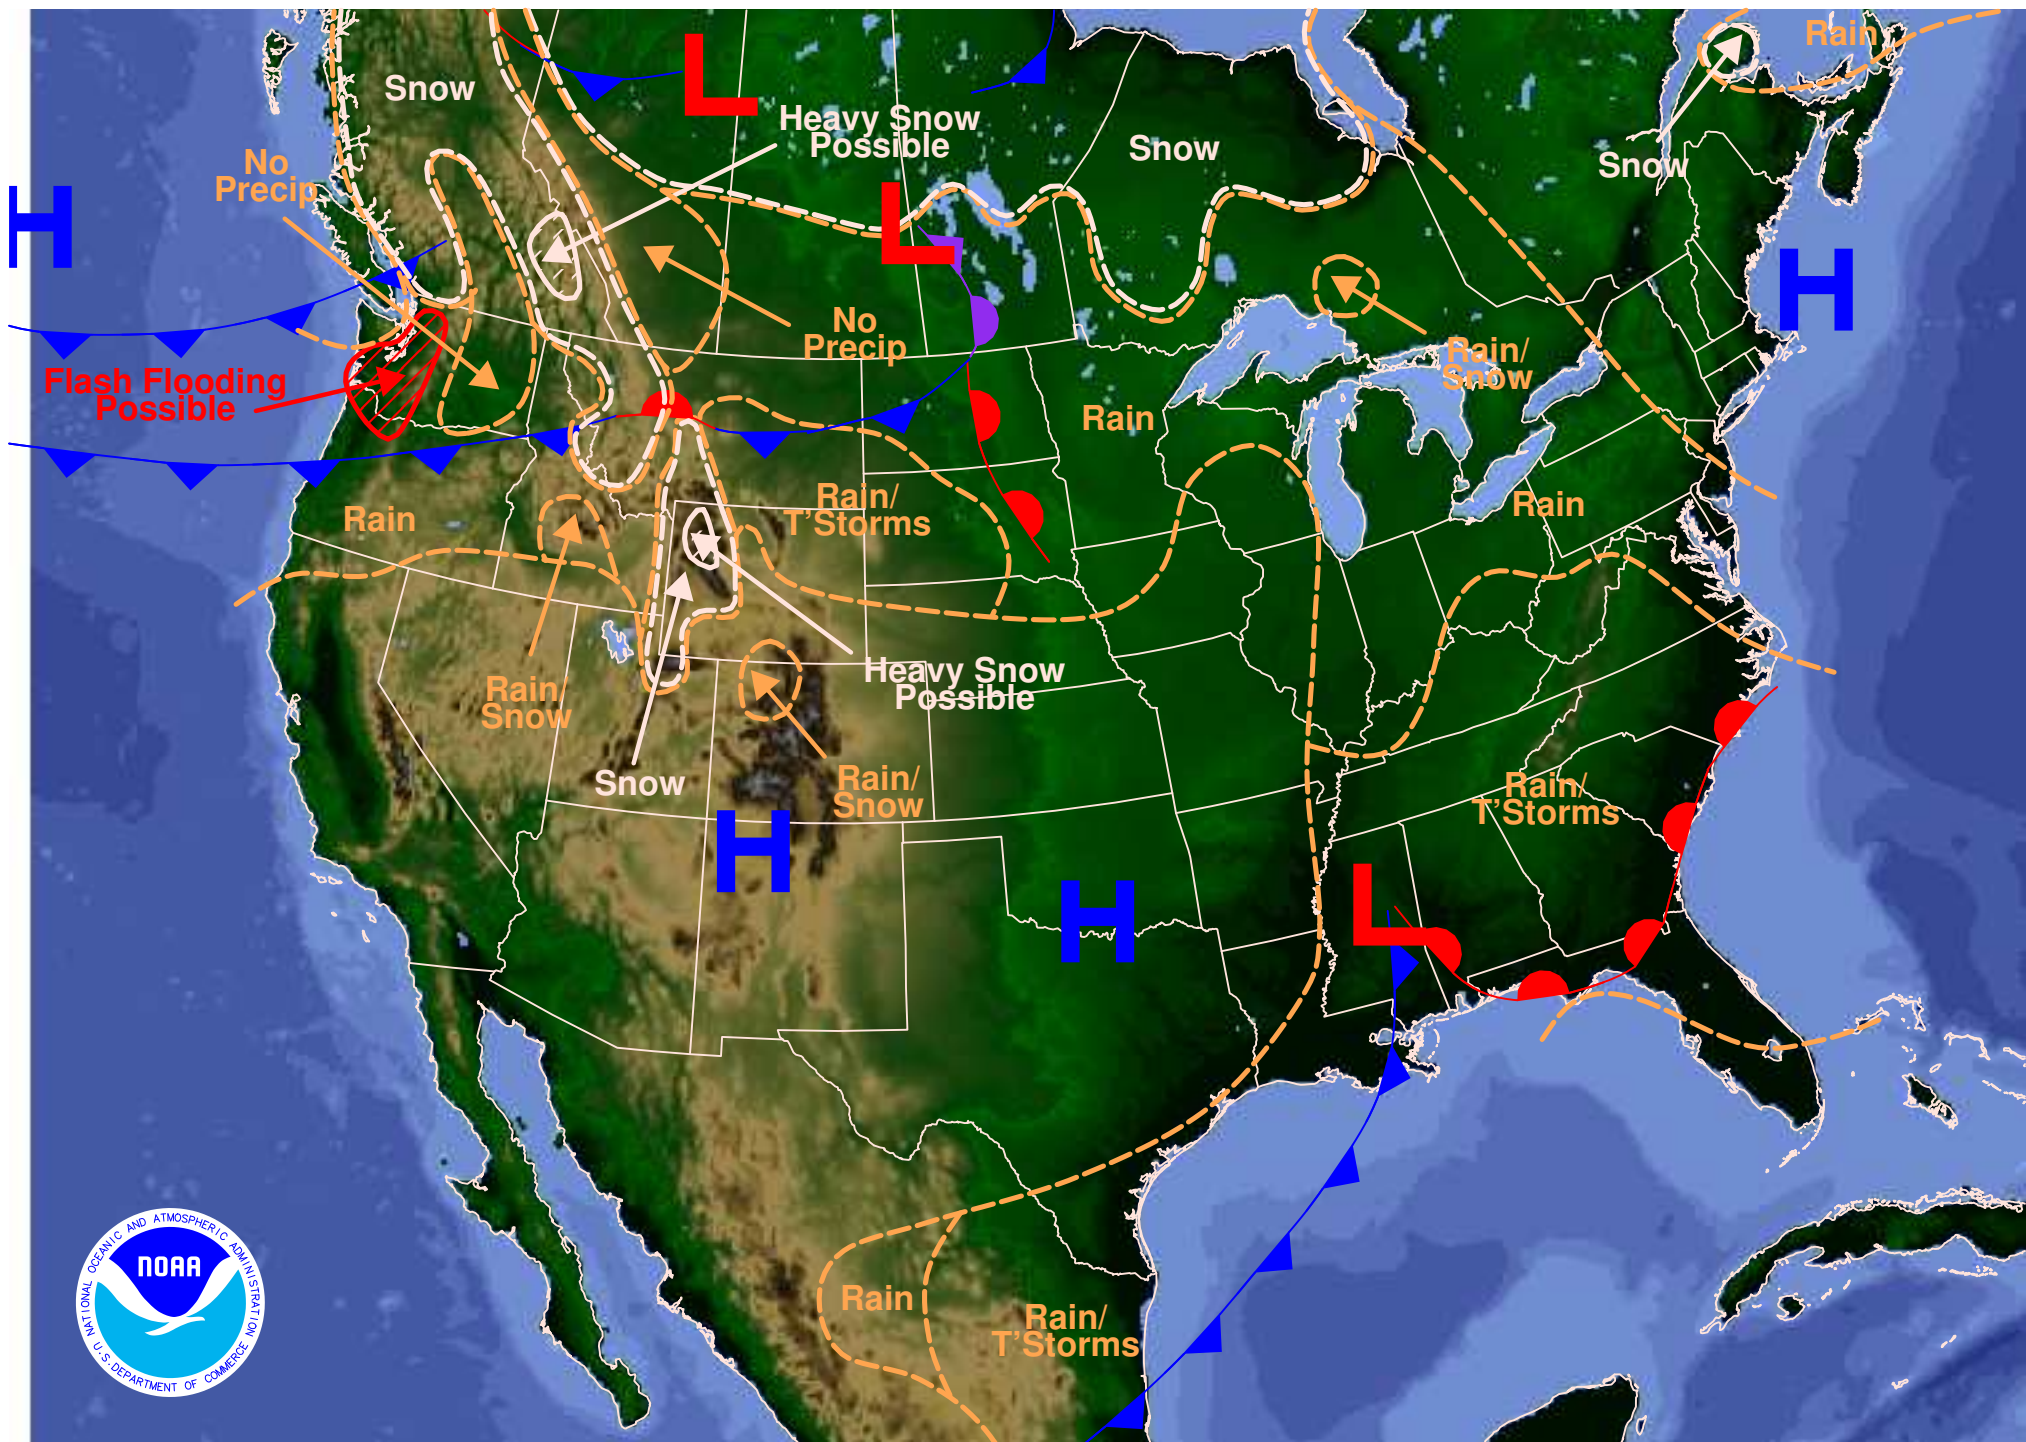 Rain
Snow
Heavy Snow
Possible
Snow
Snow
No
Precip
No
Precip
Rain/
Snow
Flash Flooding
Possible
Rain
Rain/
T'Storms
Rain
Rain
Heavy Snow
Possible
Rain/
Snow
Snow
Rain/
Snow
Rain/
T'Storms
Rain
Rain/
T'Storms
L
L
L
H
H
H
H
NATIONAL OCEANIC AND ATMOSPHERIC ADMINISTRATION
NOAA
U.S. DEPARTMENT OF COMMERCE